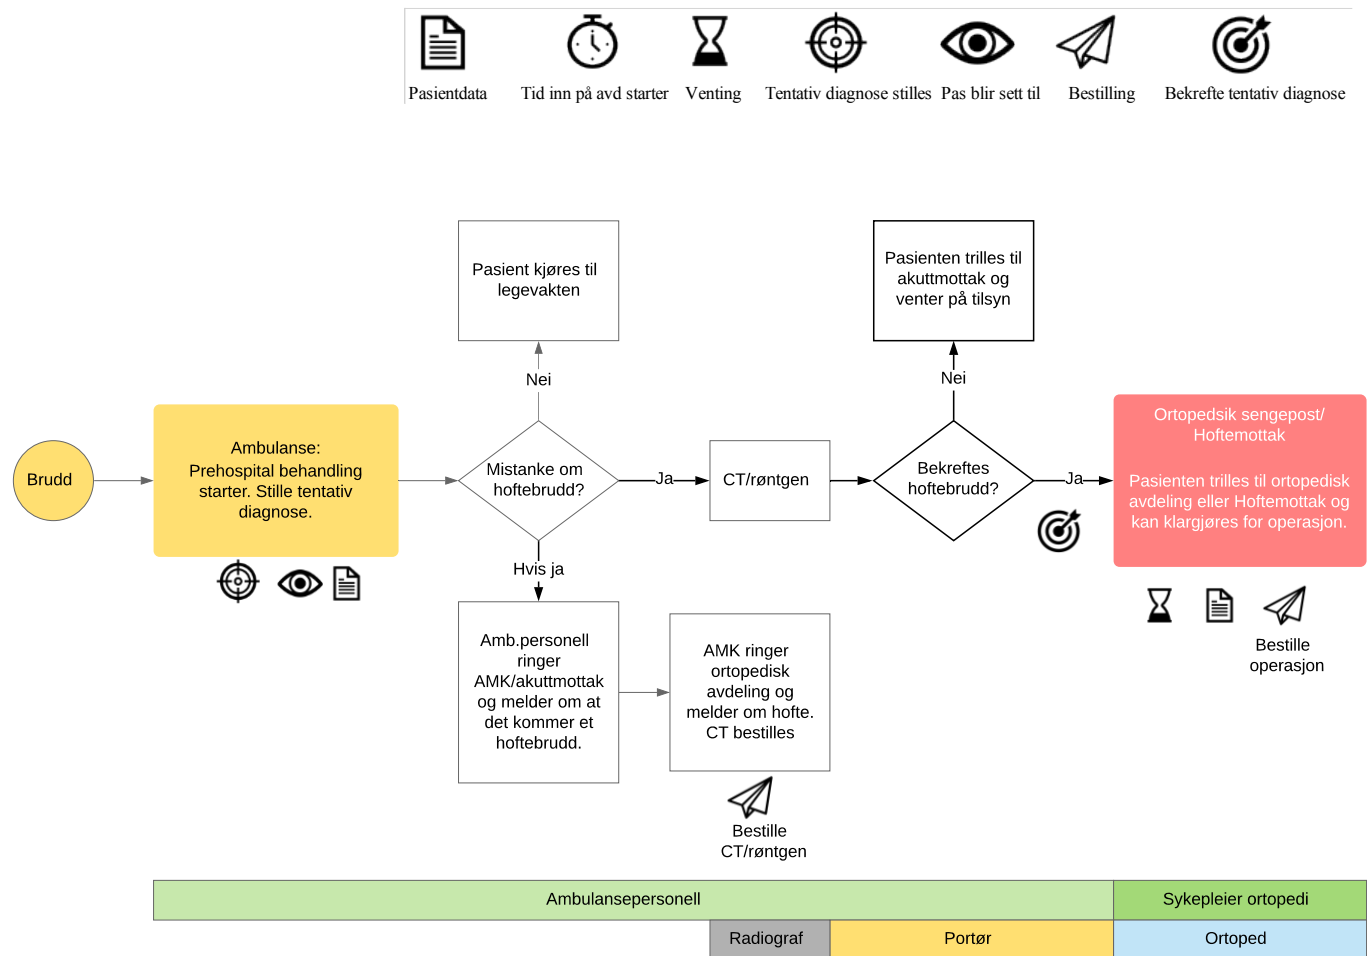 Pasientdata
Tid inn på avd starter
Venting
Tentativ diagnose stilles
Pas blir sett til
Bestilling
Bekrefte tentativ diagnose
Brudd
Ambulanse:
Prehospital behandling
starter. Stille tentativ
diagnose.
Pasient kjøres til
legevakten
Nei
Mistanke om
hoftebrudd?
Ja
Hvis ja
Amb.personell
ringer
AMK/akuttmottak
og melder om at
det kommer et
hoftebrudd.
AMK ringer
ortopedisk
avdeling og
melder om hofte.
CT bestilles
Bestille
CT/røntgen
CT/røntgen
Pasienten trilles til
akuttmottak og
venter på tilsyn
Nei
Bekreftes
hoftebrudd?
Ja
Ortopedsik sengepost/
Hoftemottak
Pasienten trilles til ortopedisk
avdeling eller Hoftemottak og
kan klargjøres for operasjon.
Bestille
operasjon
Ambulansepersonell
Sykepleier ortopedi
Radiograf
Portør
Ortoped